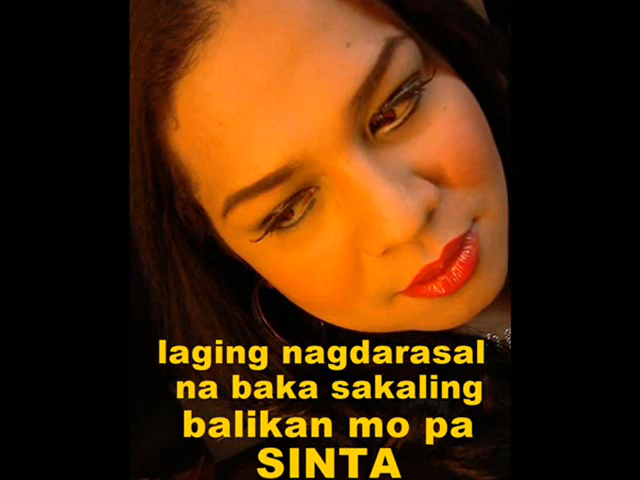 laging nagdarasal
na baka sakaling
balikan mo pa
SINTA